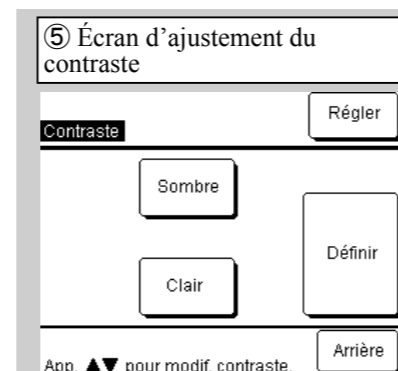 ⑤ Écran d’ajustement du
contraste
Contraste
Régler
Sombre
Clair
Définir
App. ▲▼ pour modif. contraste.
Arrière